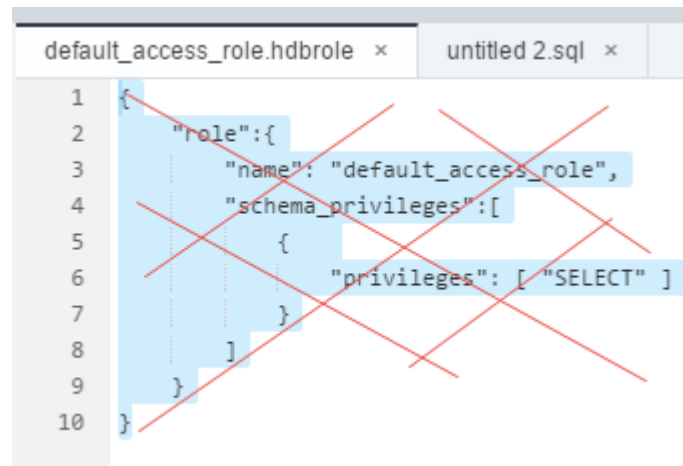 default_access_role.hdbrole × untitled 2.sql ×
1 {
2 "role":{
3 "name": "default_access_role",
4 "schema_privileges":[
5 {
6 "privileges": [ "SELECT" ]
7 }
8 ]
9 }
10 }